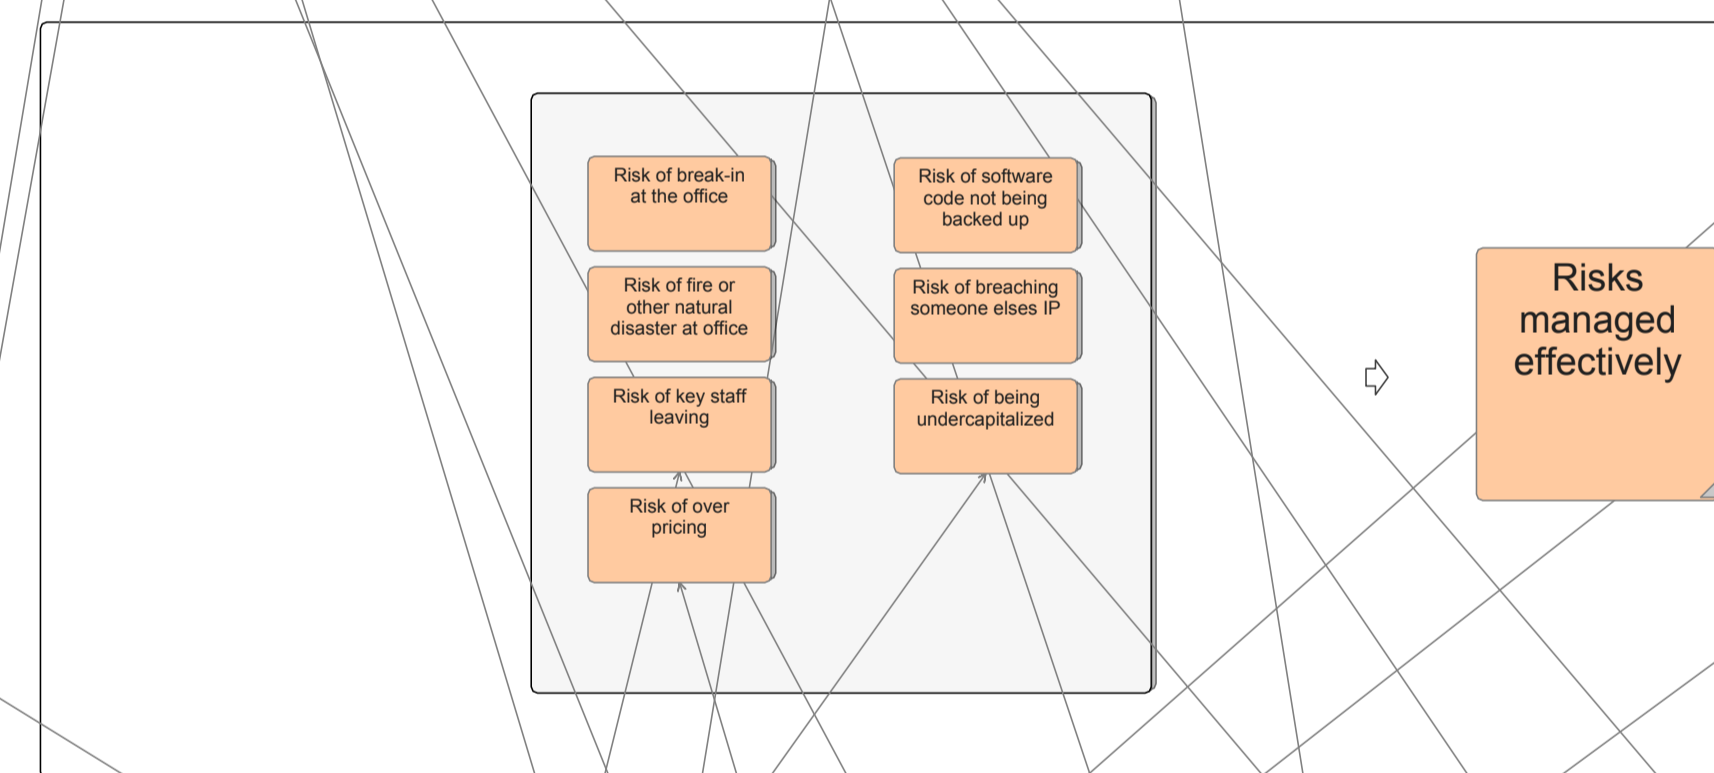 Risk of break-in
at the office
Risk of fire or
other natural
disaster at office
Risk of key staff
leaving
Risk of over
pricing
Risk of software
code not being
backed up
Risk of breaching
someone elses IP
Risk of being
undercapitalized
Risks
managed
effectively